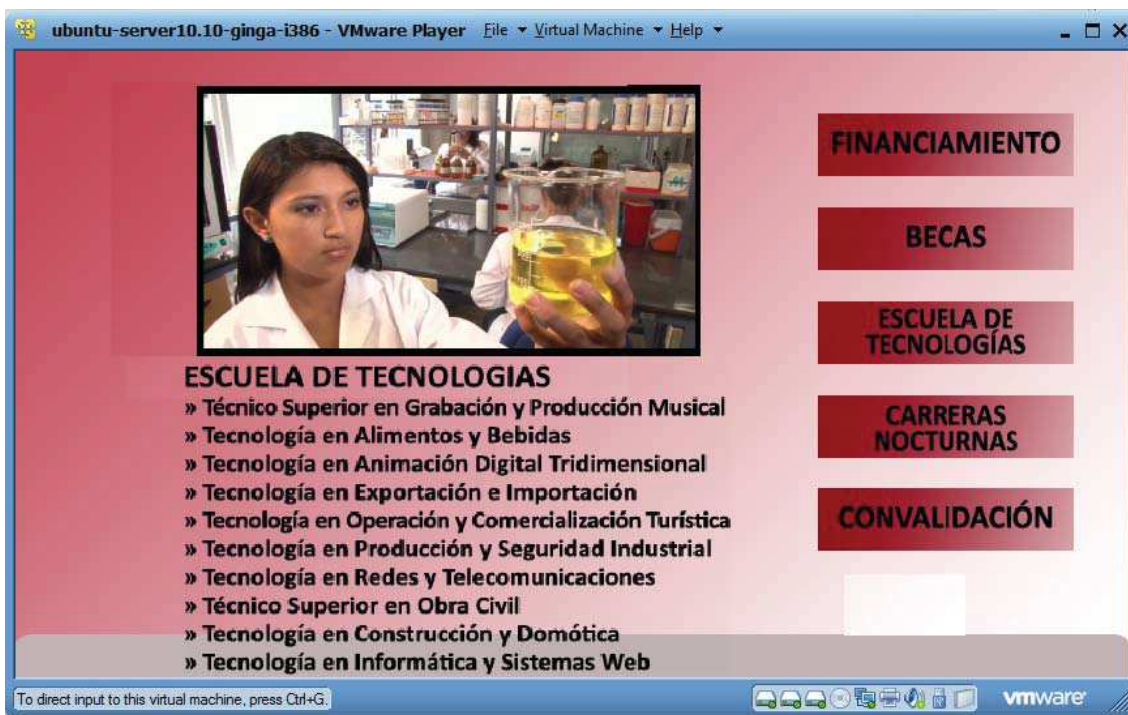 ubuntu-server10.10-ginga-i386 - VMware Player File Virtual Machine Help
FINANCIAMIENTO
BECAS
ESCUELA DE
TECNOLOGÍAS
CARRERAS
NOCTURNAS
CONVALIDACIÓN
ESCUELA DE TECNOLOGIAS
» Técnico Superior en Grabación y Producción Musical
» Tecnología en Alimentos y Bebidas
» Tecnología en Animación Digital Tridimensional
» Tecnología en Exportación e Importación
» Tecnología en Operación y Comercialización Turística
» Tecnología en Producción y Seguridad Industrial
» Tecnología en Redes y Telecomunicaciones
» Técnico Superior en Obra Civil
» Tecnología en Construcción y Domótica
» Tecnología en Informática y Sistemas Web
To direct input to this virtual machine, press Ctrl+G.
vmware